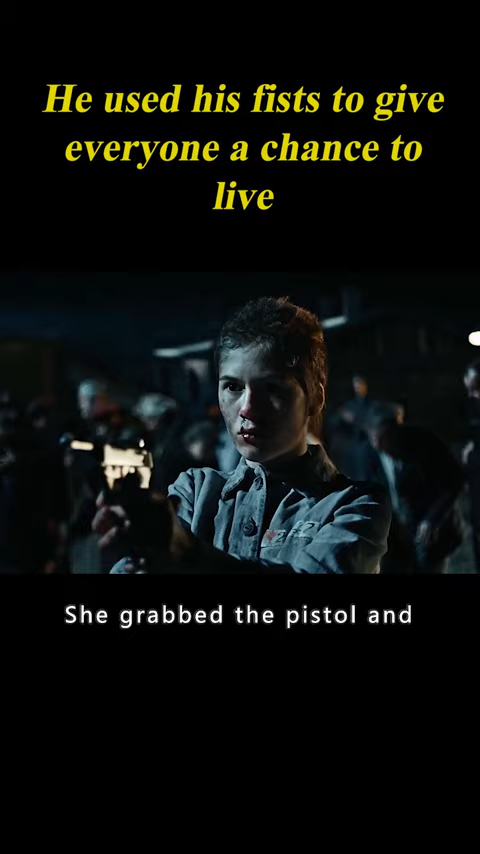 He used his fists to give
everyone a chance to
live
She grabbed the pistol and